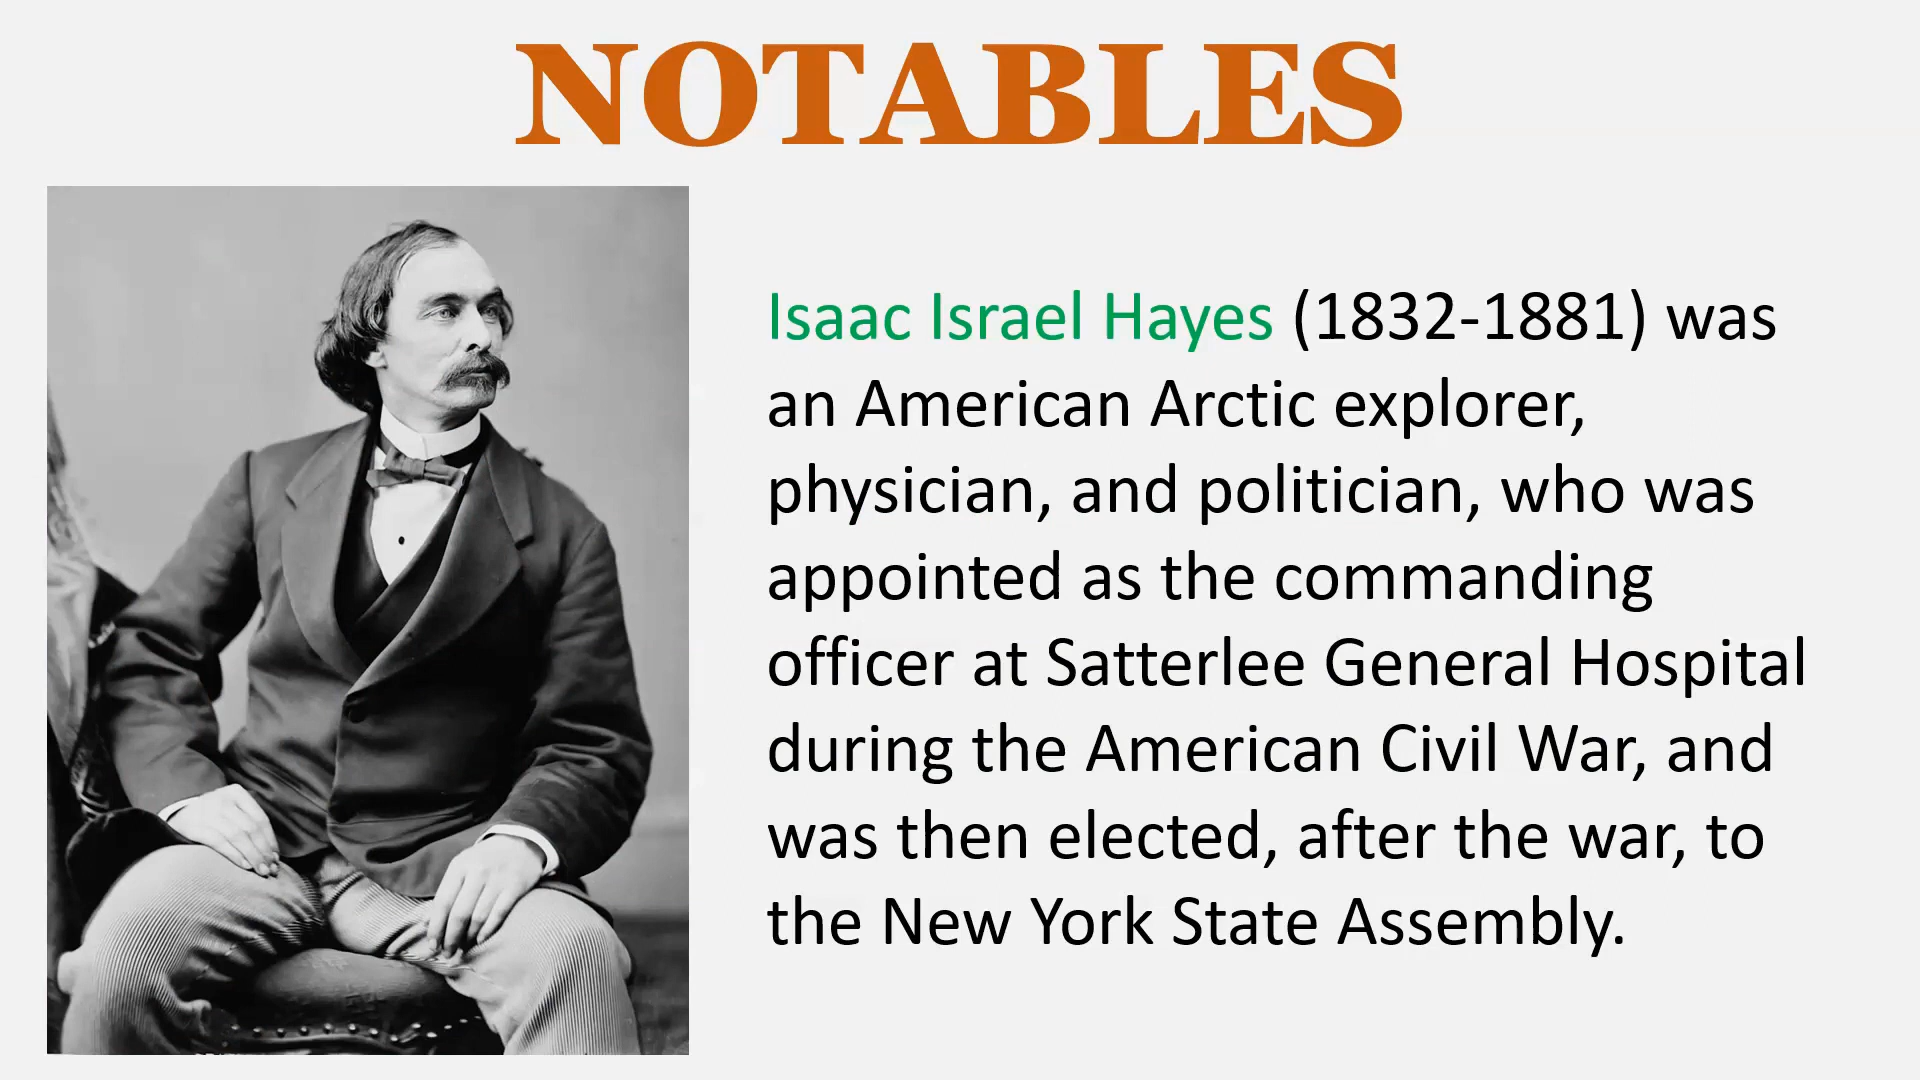 NOTABLES
Isaac Israel Hayes (1832-1881) was
an American Arctic explorer,
physician, and politician, who was
appointed as the commanding
officer at Satterlee General Hospital
during the American Civil War, and
was then elected, after the war, to
the New York State Assembly.